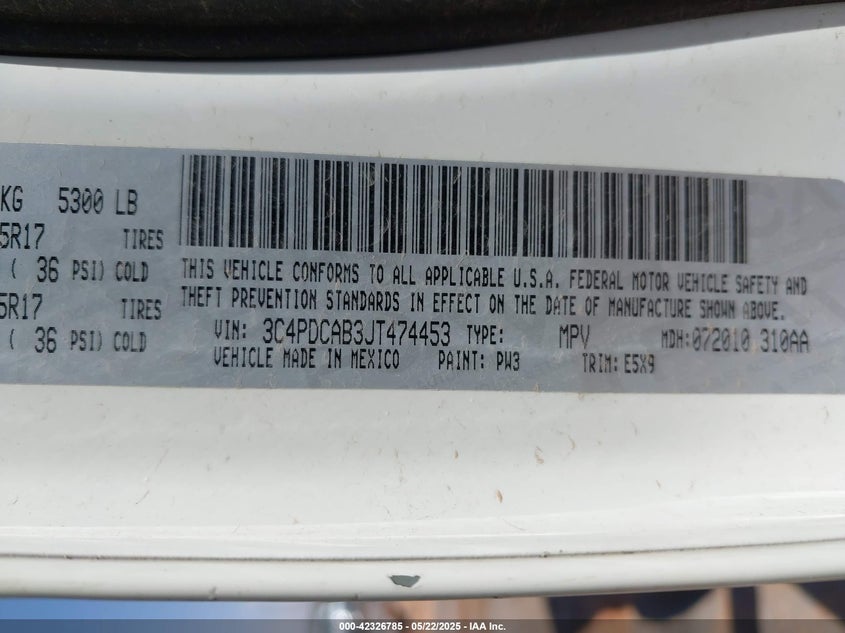 KG 5300 LB
5R17 TIRES
( 36 PSI) COLD
5R17 TIRES
( 36 PSI) COLD
THIS VEHICLE CONFORMS TO ALL APPLICABLE U.S.A. FEDERAL MOTOR VEHICLE SAFETY AND
THEFT PREVENTION STANDARDS IN EFFECT ON THE DATE OF MANUFACTURE SHOWN ABOVE.
VIN: 3C4PDCAB3JT474453 TYPE: MPV MDH:072010 310AA
VEHICLE MADE IN MEXICO PAINT: PW3 TRIM: E5X9
000-42326785 - 05/22/2025 - IAA Inc.